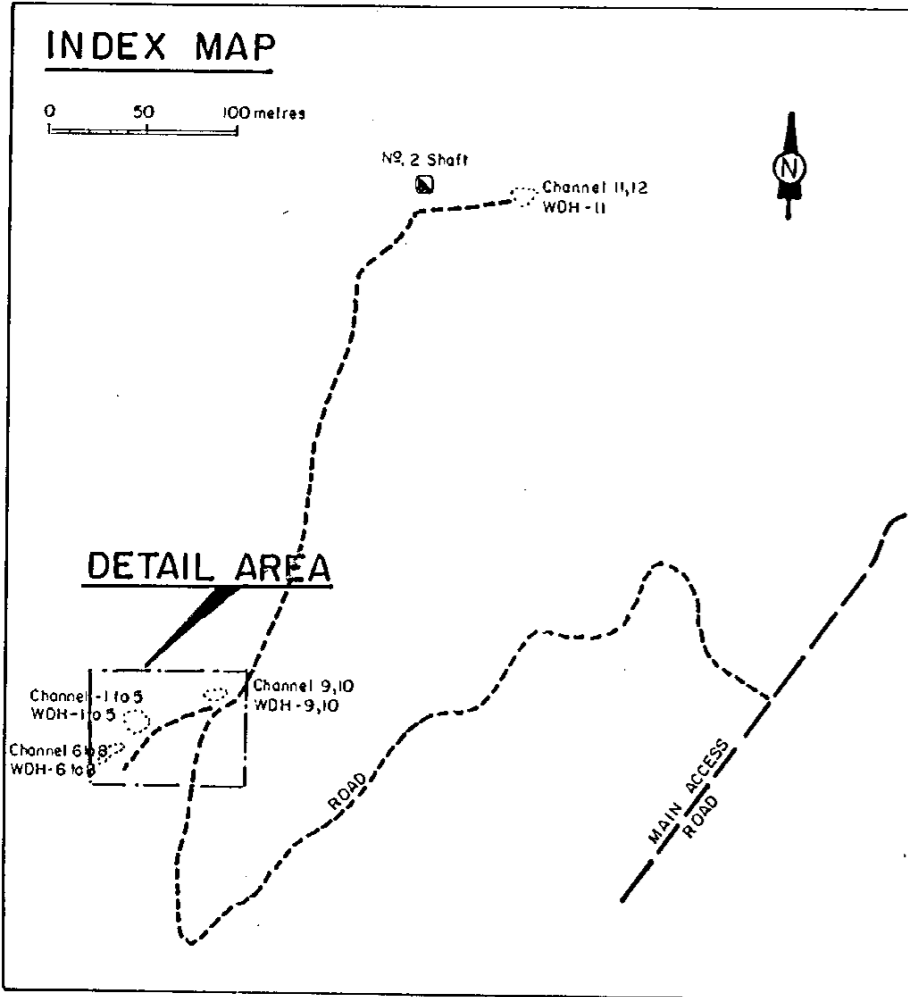 INDEX MAP
0 50 100 metres
Nº. 2 Shaft
Channel 11,12
WDH-11
N
DETAIL AREA
Channel -1 to 5
WDH-1 to 5
Channel 9,10
WDH-9,10
Channel 6 to 8
WDH-6 to 8
ROAD
MAIN ACCESS
ROAD